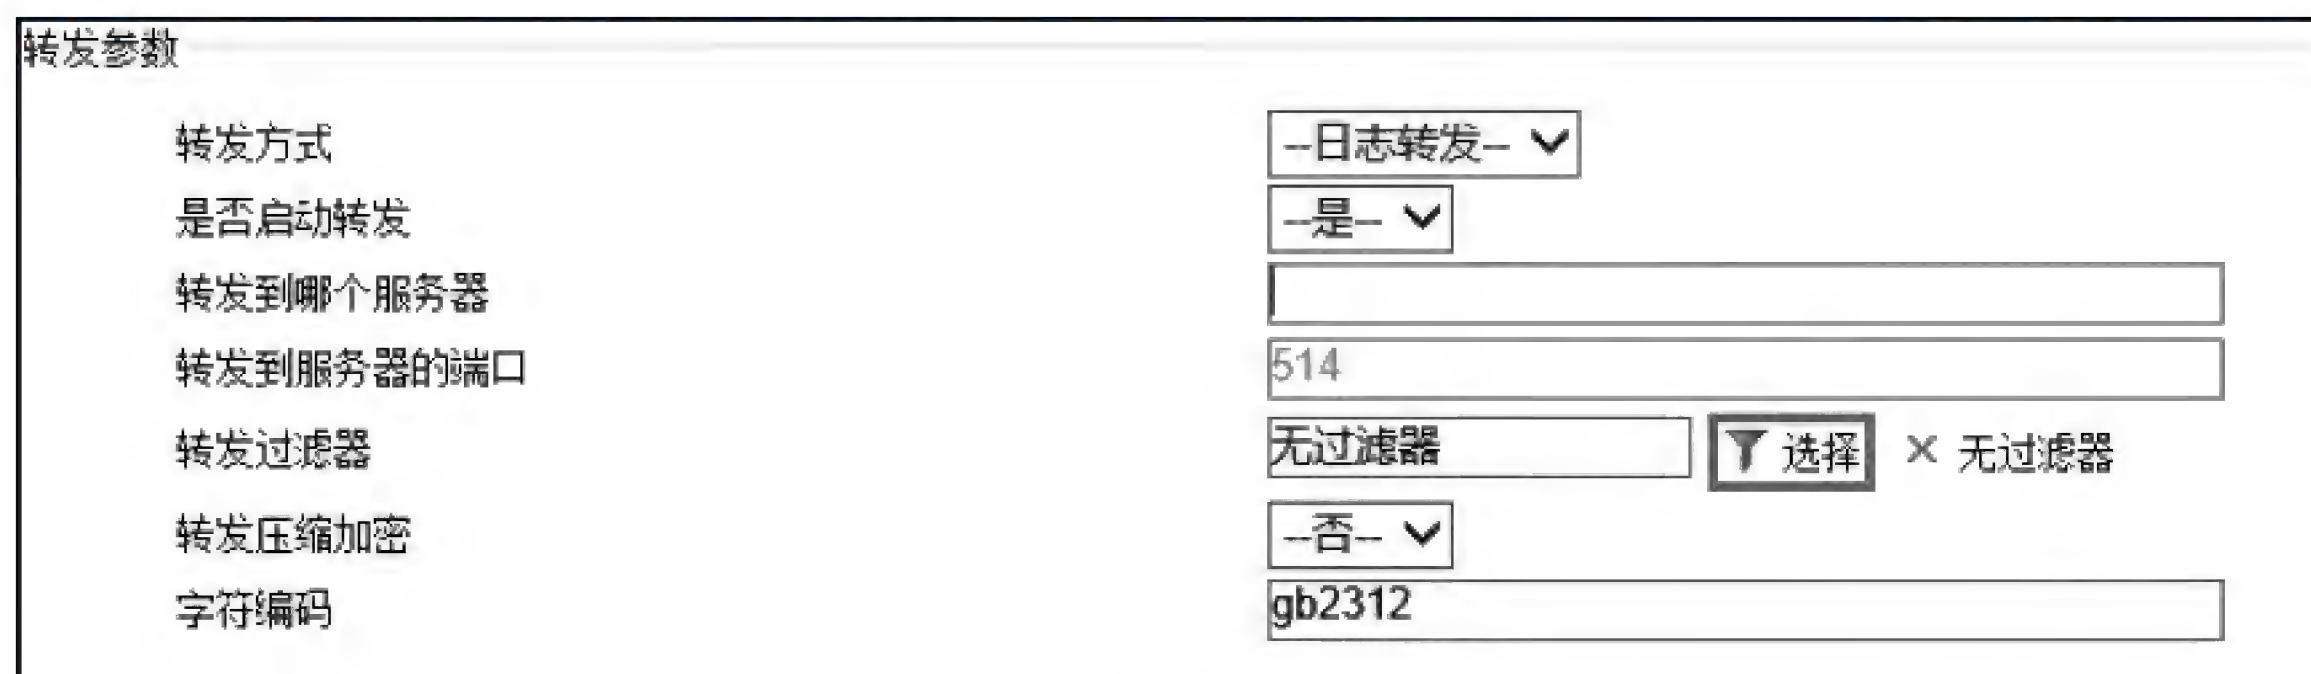 转发参数
转发方式 --日志转发--
是否启动转发 --是--
转发到哪个服务器
转发到服务器的端口 514
转发过滤器 无过滤器 选择 × 无过滤器
转发压缩加密 --否--
字符编码 gb2312